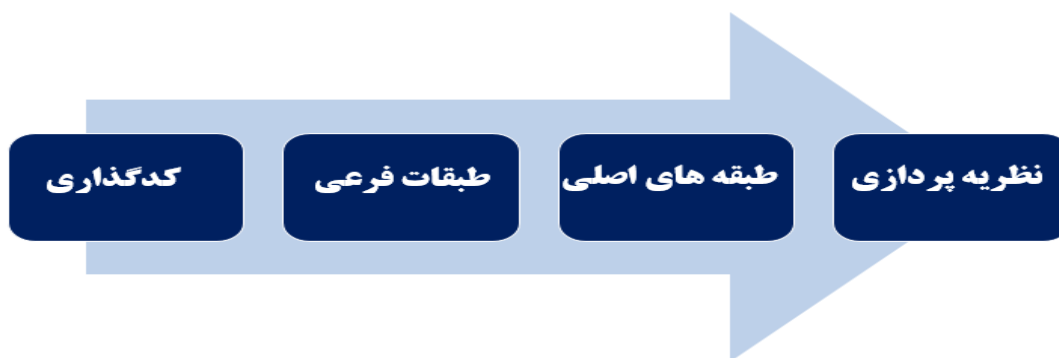 کدگذاری
طبقات فرعی
طبقه های اصلی
نظریه پردازی